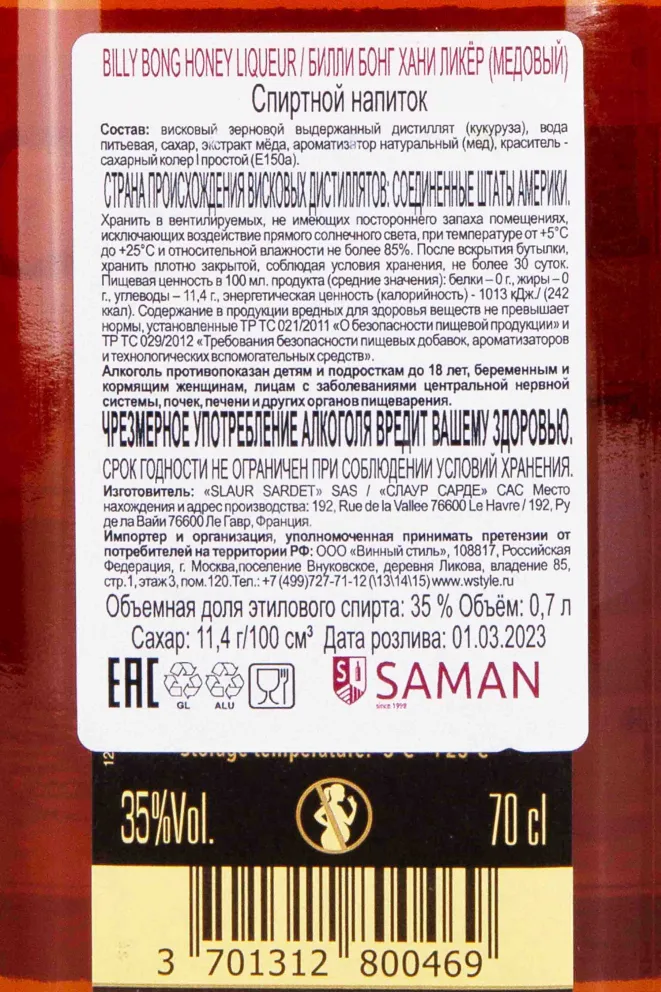 BILLY BONG HONEY LIQUEUR / БИЛЛИ БОНГ ХАНИ ЛИКЁР (МЕДОВЫЙ)
Спиртной напиток
Состав: висковый зерновой выдержанный дистиллят (кукуруза), вода
питьевая, сахар, экстракт мёда, ароматизатор натуральный (мед), краситель -
сахарный колер I простой (Е150а).
СТРАНА ПРОИСХОЖДЕНИЯ ВИСКОВЫХ ДИСТИЛЛЯТОВ: СОЕДИНЕННЫЕ ШТАТЫ АМЕРИКИ.
Хранить в вентилируемых, не имеющих постороннего запаха помещениях,
исключающих воздействие прямого солнечного света, при температуре от +5°С
до +25°С и относительной влажности не более 85%. После вскрытия бутылки,
хранить плотно закрытой, соблюдая условия хранения, не более 30 суток.
Пищевая ценность в 100 мл. продукта (средние значения): белки – 0 г., жиры – 0
г., углеводы – 11,4 г., энергетическая ценность (калорийность) - 1013 кДж./ (242
ккал). Содержание в продукции вредных для здоровья веществ не превышает
нормы, установленные ТР ТС 021/2011 «О безопасности пищевой продукции» и
ТР ТС 029/2012 «Требования безопасности пищевых добавок, ароматизаторов
и технологических вспомогательных средств».
Алкоголь противопоказан детям и подросткам до 18 лет, беременным и
кормящим женщинам, лицам с заболеваниями центральной нервной
системы, почек, печени и других органов пищеварения.
ЧРЕЗМЕРНОЕ УПОТРЕБЛЕНИЕ АЛКОГОЛЯ ВРЕДИТ ВАШЕМУ ЗДОРОВЬЮ.
СРОК ГОДНОСТИ НЕ ОГРАНИЧЕН ПРИ СОБЛЮДЕНИИ УСЛОВИЙ ХРАНЕНИЯ.
Изготовитель: «SLAUR SARDET» SAS / «СЛАУР САРДЕ» САС Место
нахождения и адрес производства: 192, Rue de la Vallee 76600 Le Havre / 192, Ру
де ла Вайи 76600 Ле Гавр, Франция.
Импортер и организация, уполномоченная принимать претензии от
потребителей на территории РФ: ООО «Винный стиль», 108817, Российская
Федерация, г. Москва,поселение Внуковское, деревня Ликова, владение 85,
стр.1, этаж 3, пом.120.Тел.: +7 (499)727-71-12 (\13\14\15) www.wstyle.ru
Объемная доля этилового спирта: 35 % Объём: 0,7 л
Сахар: 11,4 г/100 см³ Дата розлива: 01.03.2023
EAC
GL
ALU
S
SAMAN
since 1998
Storage temperature:
35%Vol.
70 cl
3 701312 800469